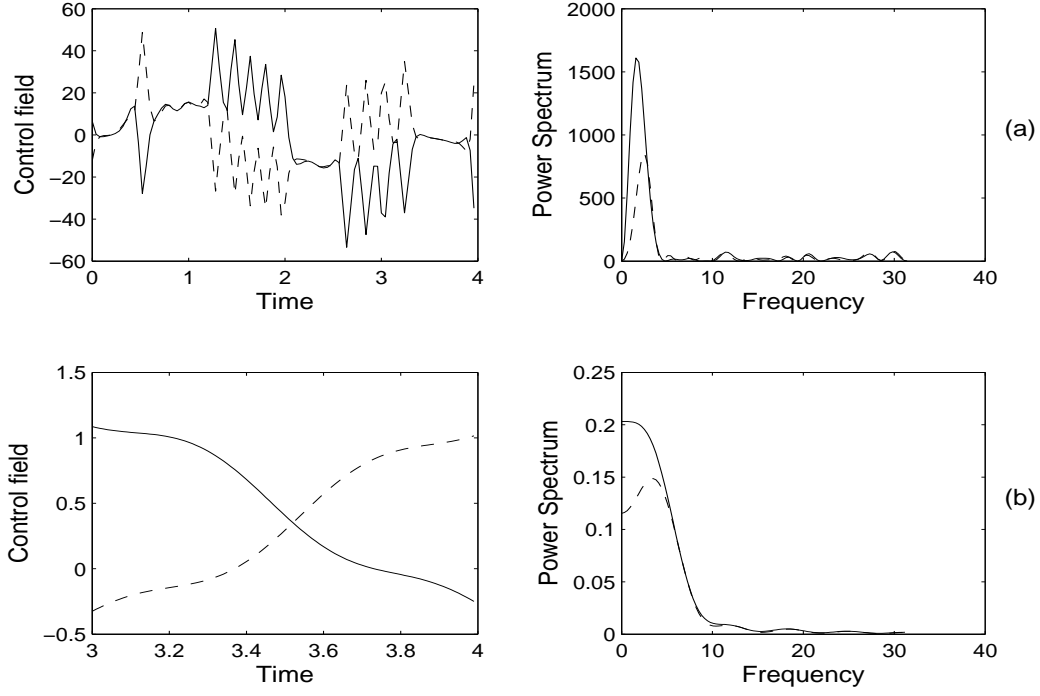 60
40
20
0
−20
−40
−60
0 1 2 3 4
Control field
Time
2000
1500
1000
500
0
0 10 20 30 40
Power Spectrum
Frequency
(a)
1.5
1
0.5
0
−0.5
3 3.2 3.4 3.6 3.8 4
Control field
Time
0.25
0.2
0.15
0.1
0.05
0
0 10 20 30 40
Power Spectrum
Frequency
(b)